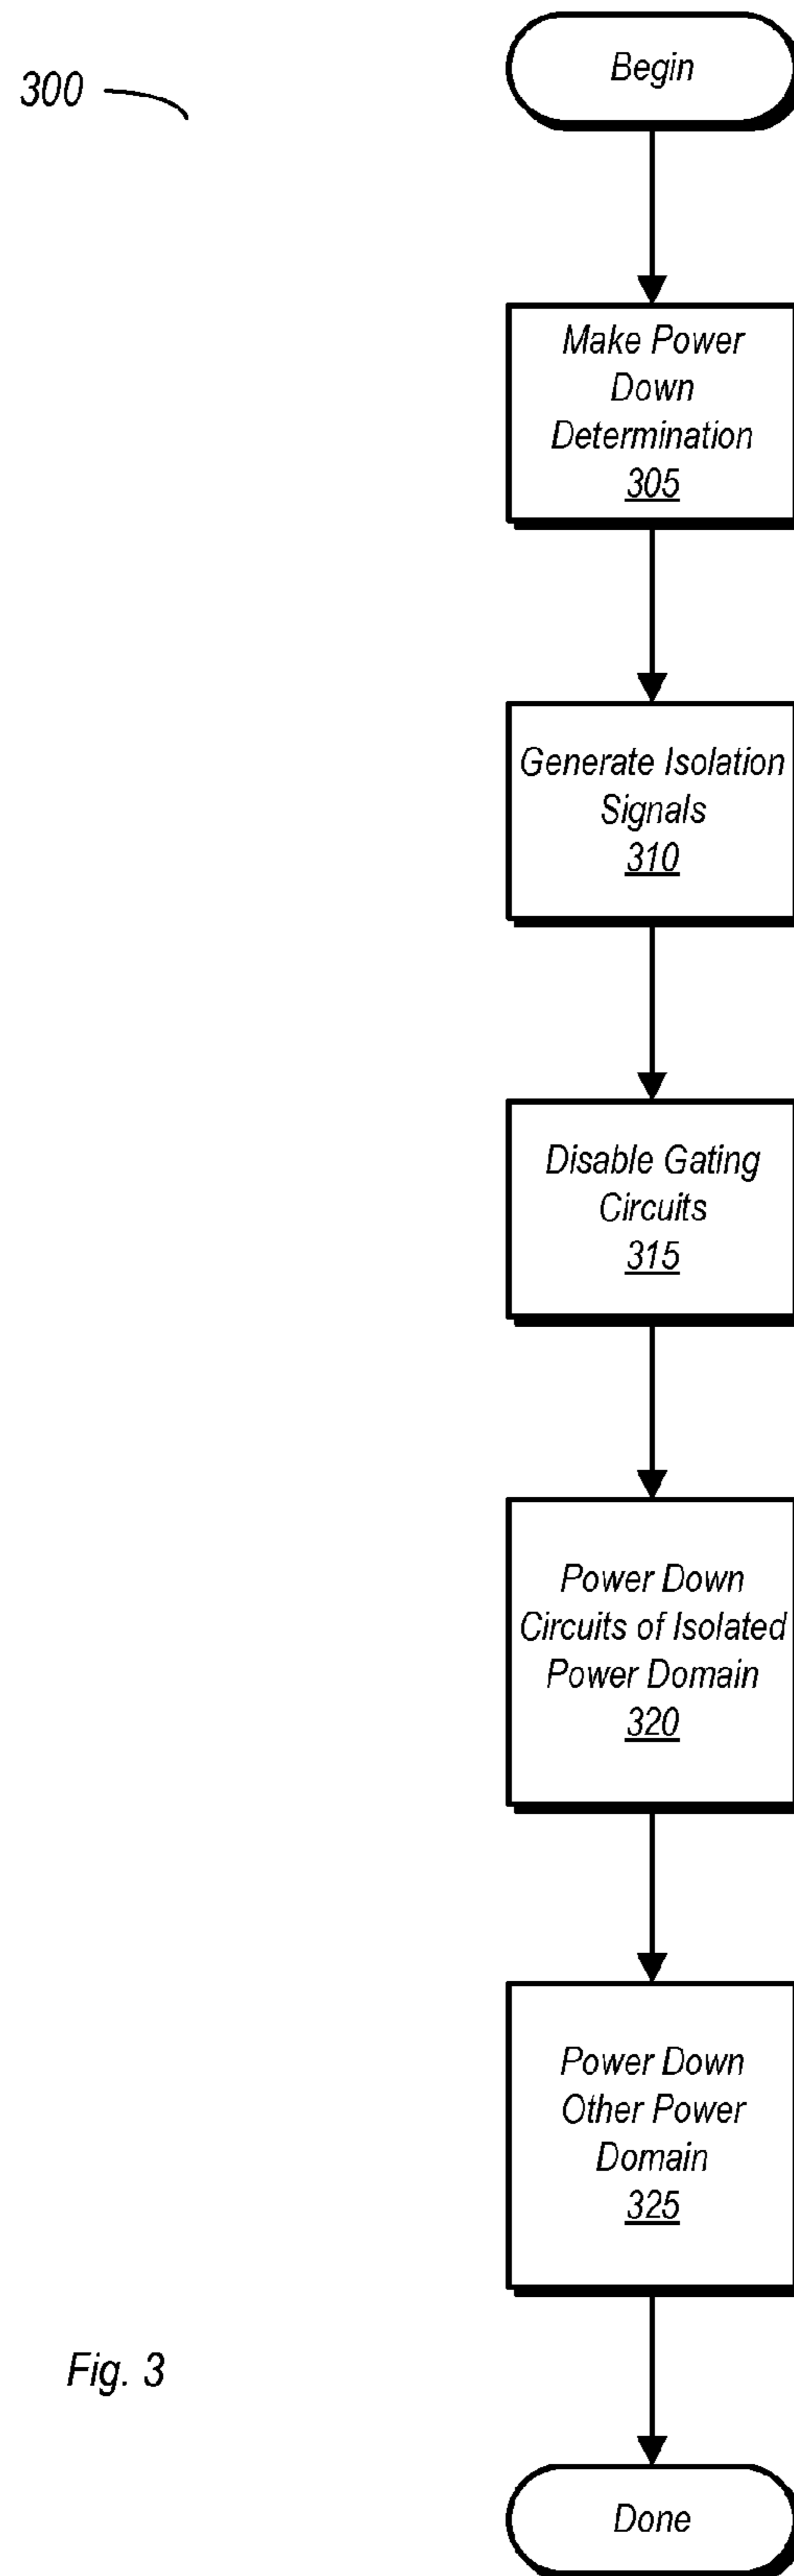 300
Begin
Make Power
Down
Determination
305
Generate Isolation
Signals
310
Disable Gating
Circuits
315
Power Down
Circuits of Isolated
Power Domain
320
Power Down
Other Power
Domain
325
Fig. 3
Done